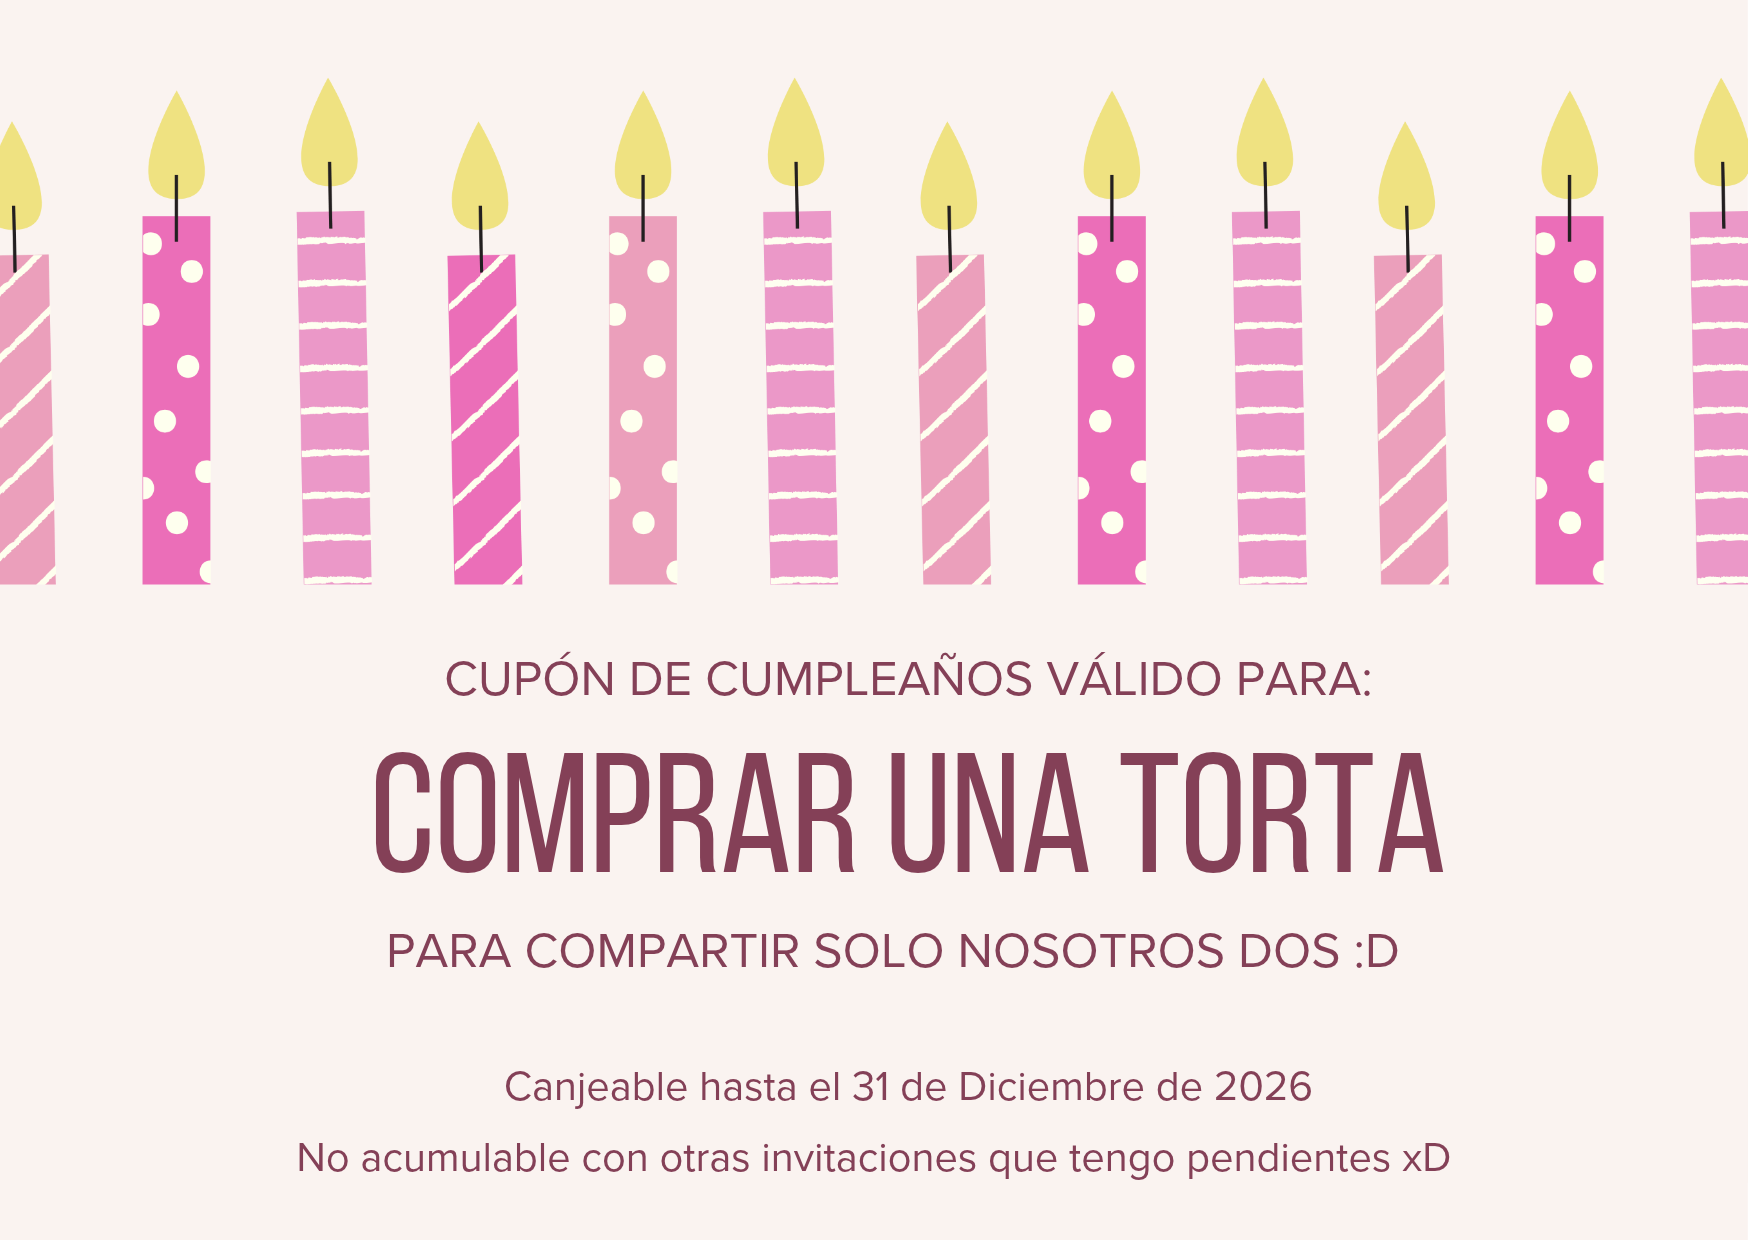 CUPÓN DE CUMPLEAÑOS VÁLIDO PARA:
COMPRAR UNA TORTA
PARA COMPARTIR SOLO NOSOTROS DOS :D
Canjeable hasta el 31 de Diciembre de 2026
No acumulable con otras invitaciones que tengo pendientes xD